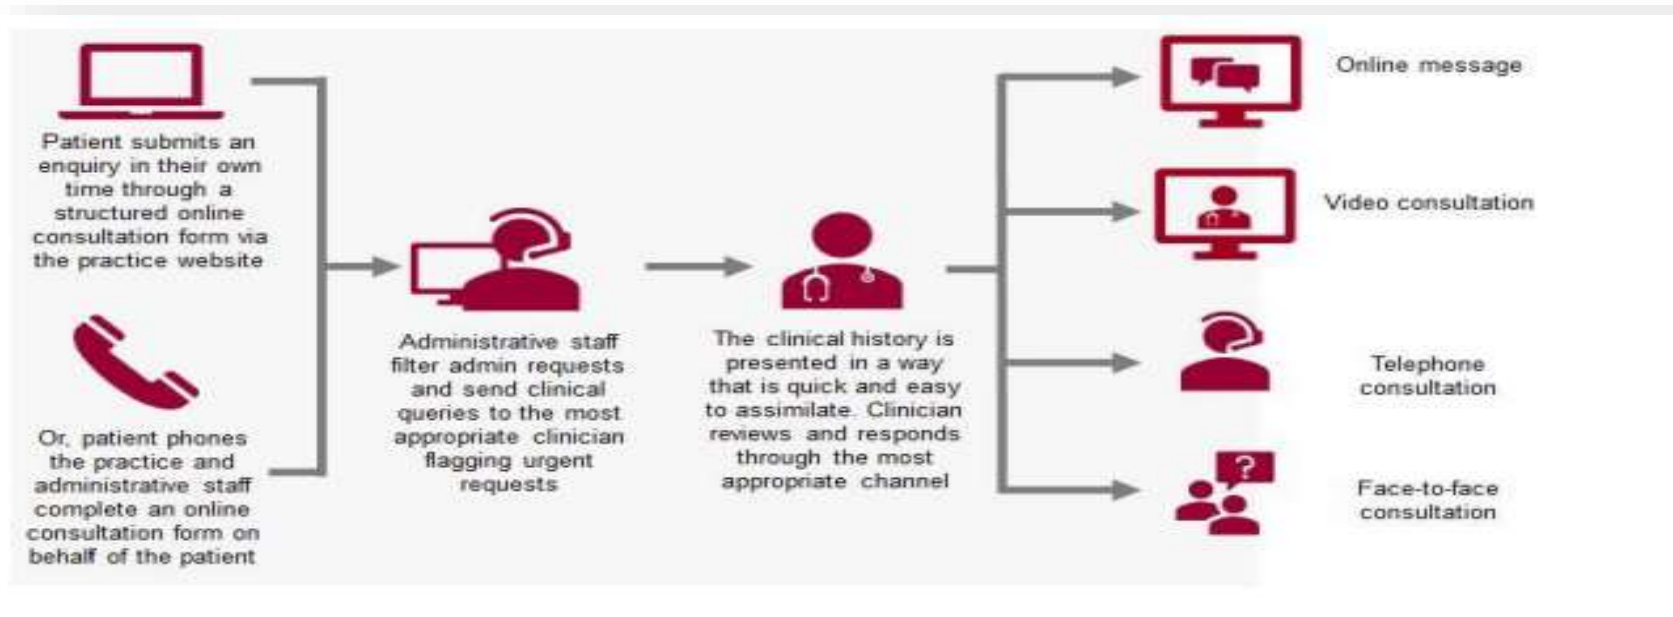 Patient submits an
enquiry in their own
time through a
structured online
consultation form via
the practice website
Or, patient phones
the practice and
administrative staff
complete an online
consultation form on
behalf of the patient
Administrative staff
filter admin requests
and send clinical
queries to the most
appropriate clinician
flagging urgent
requests
The clinical history is
presented in a way
that is quick and easy
to assimilate. Clinician
reviews and responds
through the most
appropriate channel
?
Online message
Video consultation
Telephone
consultation
Face-to-face
consultation